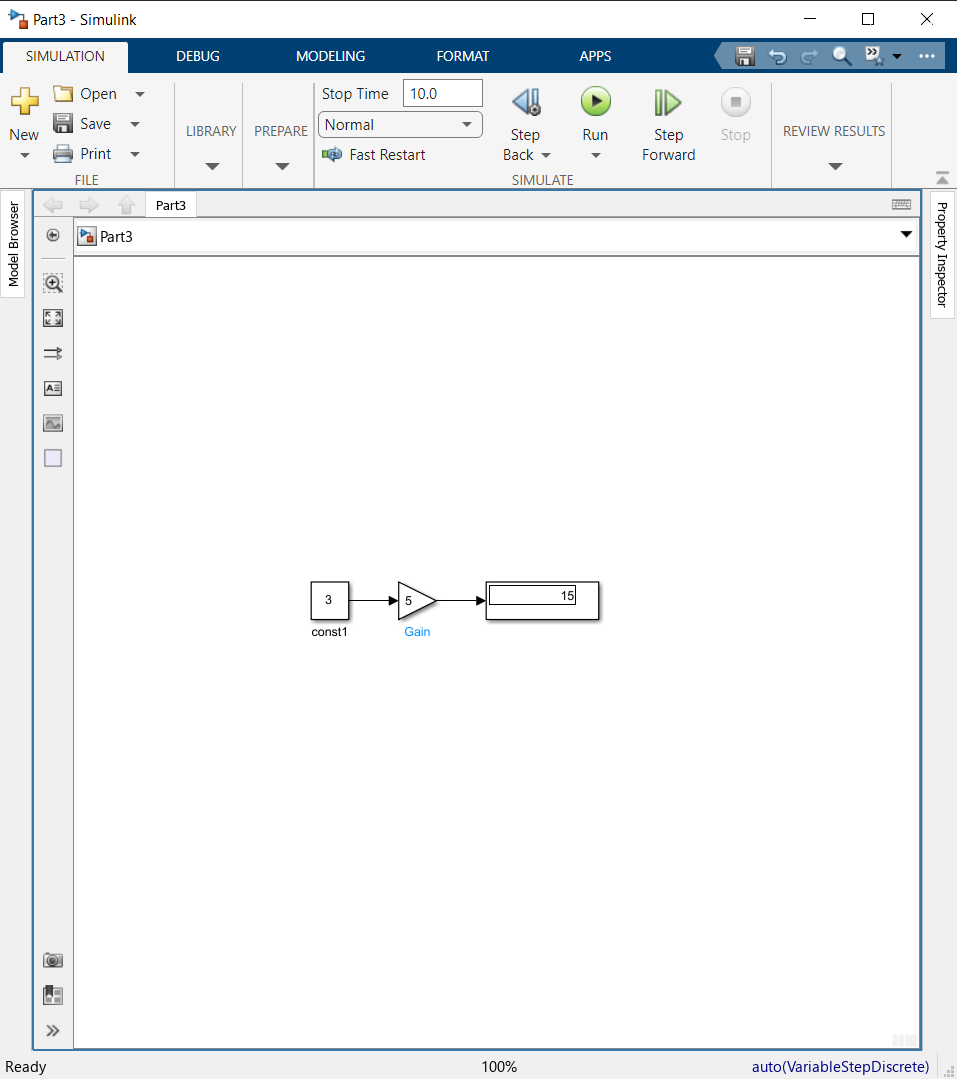 Part3 - Simulink
SIMULATION DEBUG MODELING FORMAT APPS
New
Open
Save
Print
FILE
LIBRARY
PREPARE
Stop Time 10.0
Normal
Fast Restart
Step Back
Run
Step Forward
Stop
SIMULATE
REVIEW RESULTS
Model Browser
Part3
Part3
Property Inspector
3
const1
5
Gain
15
Ready 100% auto(VariableStepDiscrete)